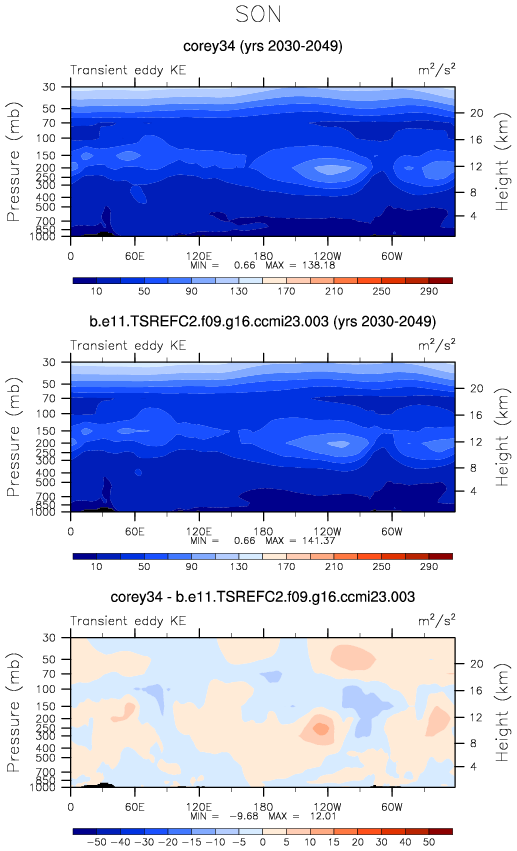 SON
corey34 (yrs 2030-2049)
Transient eddy KE
m²/s²
Pressure (mb)
30
50
70
100
150
200
250
300
500
700
850
1000
20
16
12
8
4
Height (km)
0 60E 120E 180 120W 60W
MIN = 0.66 MAX = 138.18
10 50 90 130 170 210 250 290
b.e11.TSREFC2.f09.g16.ccmi23.003 (yrs 2030-2049)
Transient eddy KE
m²/s²
Pressure (mb)
30
50
70
100
150
200
250
300
500
700
850
1000
20
16
12
8
4
Height (km)
0 60E 120E 180 120W 60W
MIN = 0.66 MAX = 141.37
10 50 90 130 170 210 250 290
corey34 - b.e11.TSREFC2.f09.g16.ccmi23.003
Transient eddy KE
m²/s²
Pressure (mb)
30
50
70
100
150
200
250
300
500
700
850
1000
20
16
12
8
4
Height (km)
0 60E 120E 180 120W 60W
MIN = -9.68 MAX = 12.01
-50 -40 -30 -20 -15 -10 -5 0 5 10 15 20 30 40 50